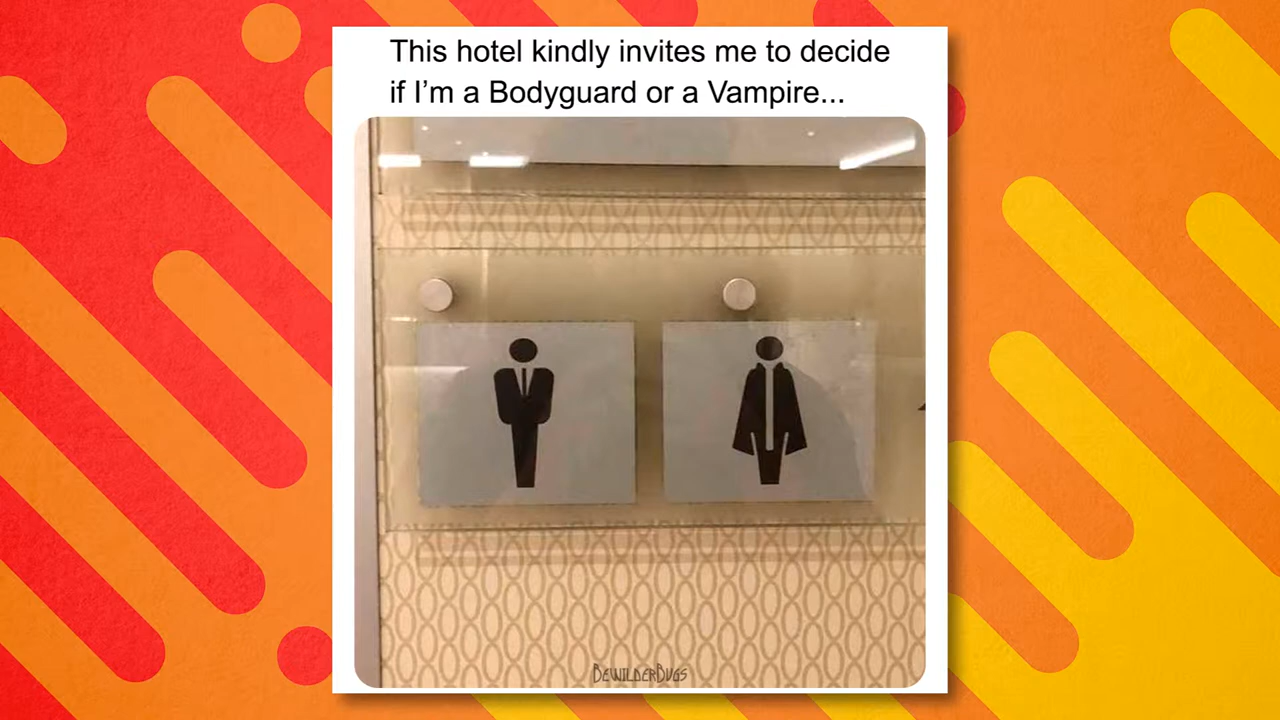 This hotel kindly invites me to decide
if I'm a Bodyguard or a Vampire...
BEWILDERBUGS